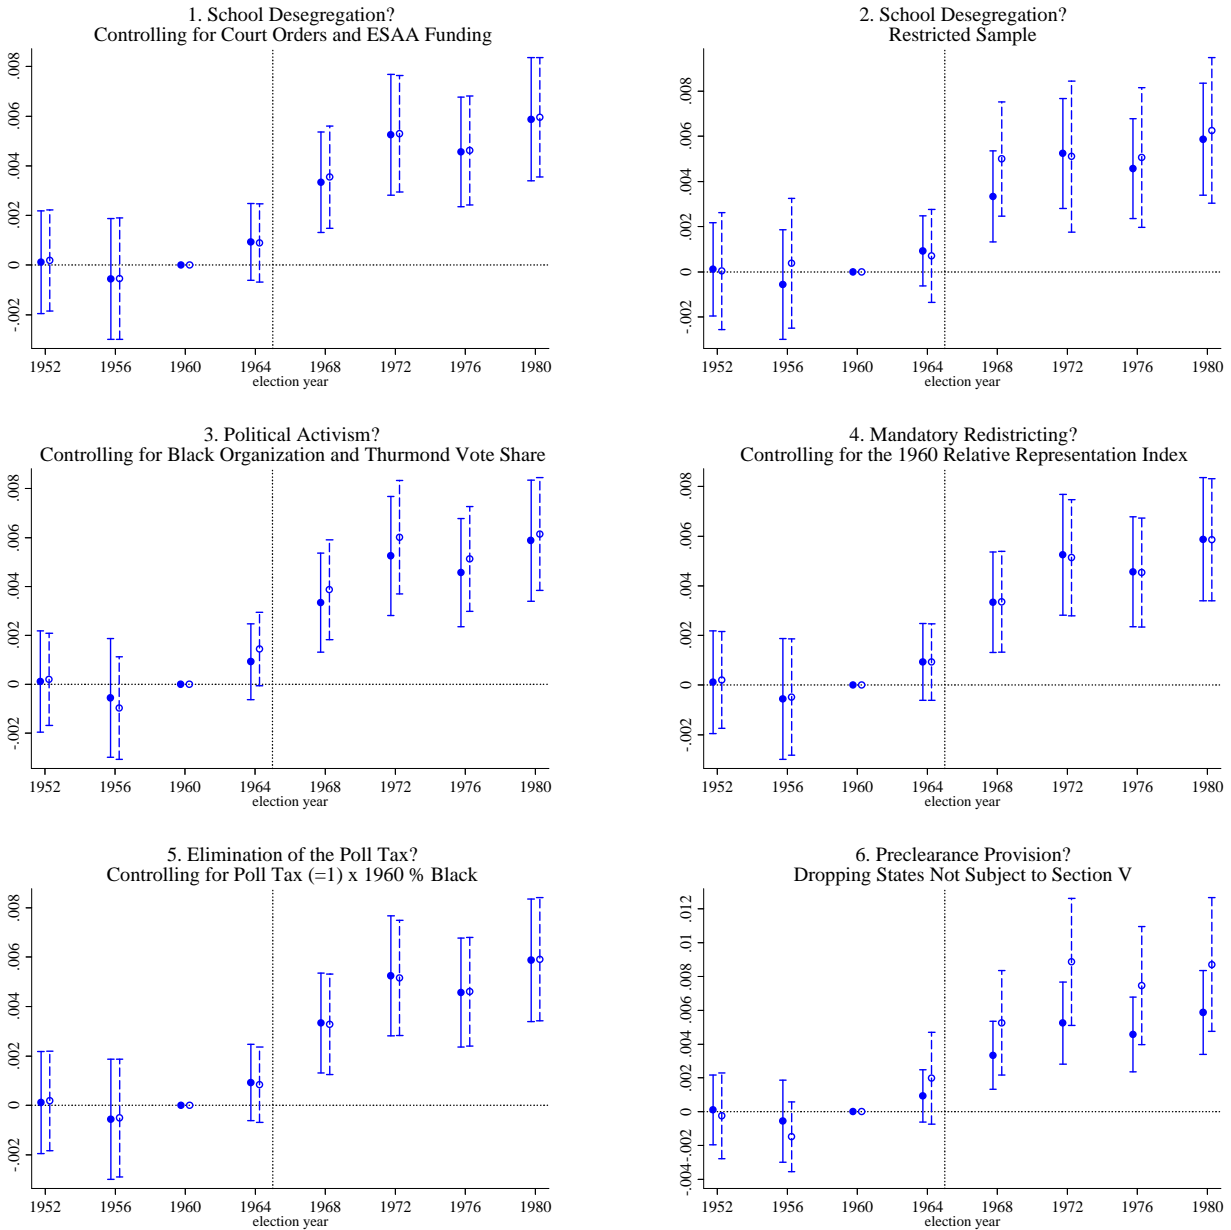 1. School Desegregation?
Controlling for Court Orders and ESAA Funding
.008
.006
.004
.002
0
-.002
1952 1956 1960 1964 1968 1972 1976 1980
election year
2. School Desegregation?
Restricted Sample
.008
.006
.004
.002
0
-.002
1952 1956 1960 1964 1968 1972 1976 1980
election year
3. Political Activism?
Controlling for Black Organization and Thurmond Vote Share
.008
.006
.004
.002
0
-.002
1952 1956 1960 1964 1968 1972 1976 1980
election year
4. Mandatory Redistricting?
Controlling for the 1960 Relative Representation Index
.008
.006
.004
.002
0
-.002
1952 1956 1960 1964 1968 1972 1976 1980
election year
5. Elimination of the Poll Tax?
Controlling for Poll Tax (=1) x 1960 % Black
.008
.006
.004
.002
0
-.002
1952 1956 1960 1964 1968 1972 1976 1980
election year
6. Preclearance Provision?
Dropping States Not Subject to Section V
.012
.01
.008
.006
.004
.002
0
-.002
-.004
1952 1956 1960 1964 1968 1972 1976 1980
election year